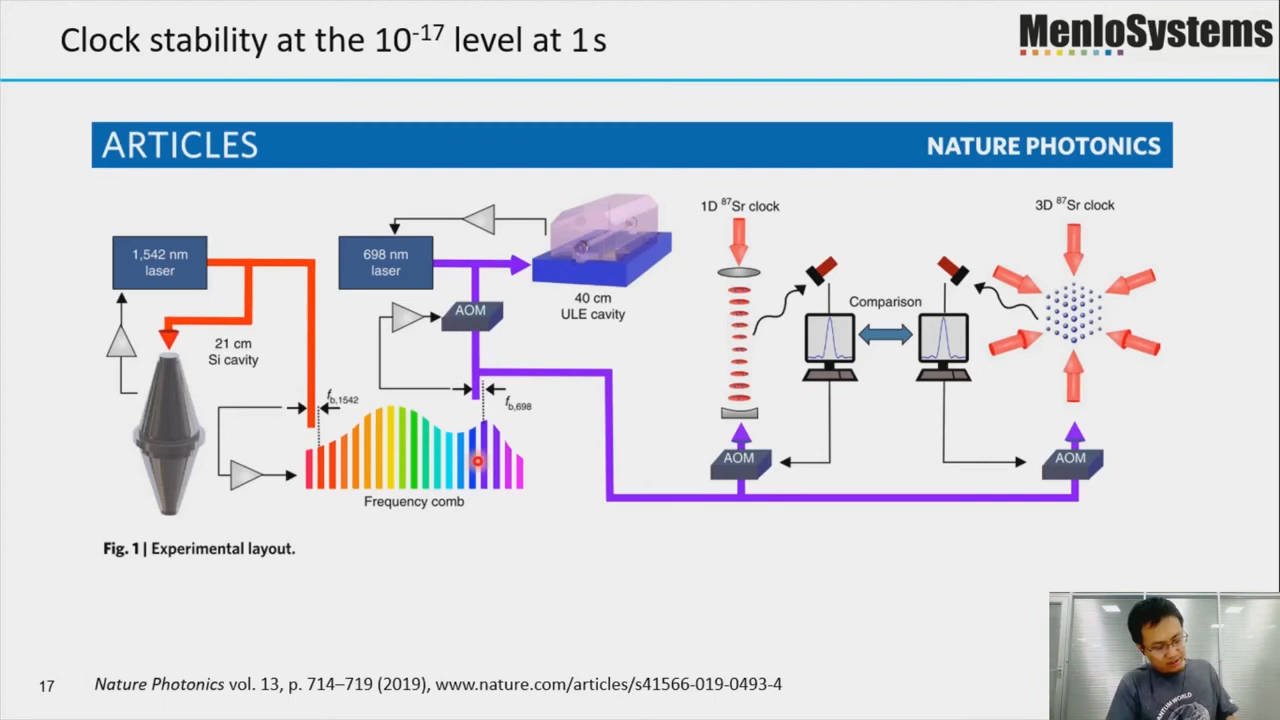 Clock stability at the 10⁻¹⁷ level at 1 s
MenloSystems
ARTICLES
NATURE PHOTONICS
1,542 nm
laser
21 cm
Si cavity
698 nm
laser
AOM
40 cm
ULE cavity
f b,1542
f b,698
Frequency comb
1D ⁸⁷Sr clock
Comparison
3D ⁸⁷Sr clock
AOM
AOM
Fig. 1 | Experimental layout.
17
Nature Photonics vol. 13, p. 714–719 (2019), www.nature.com/articles/s41566-019-0493-4